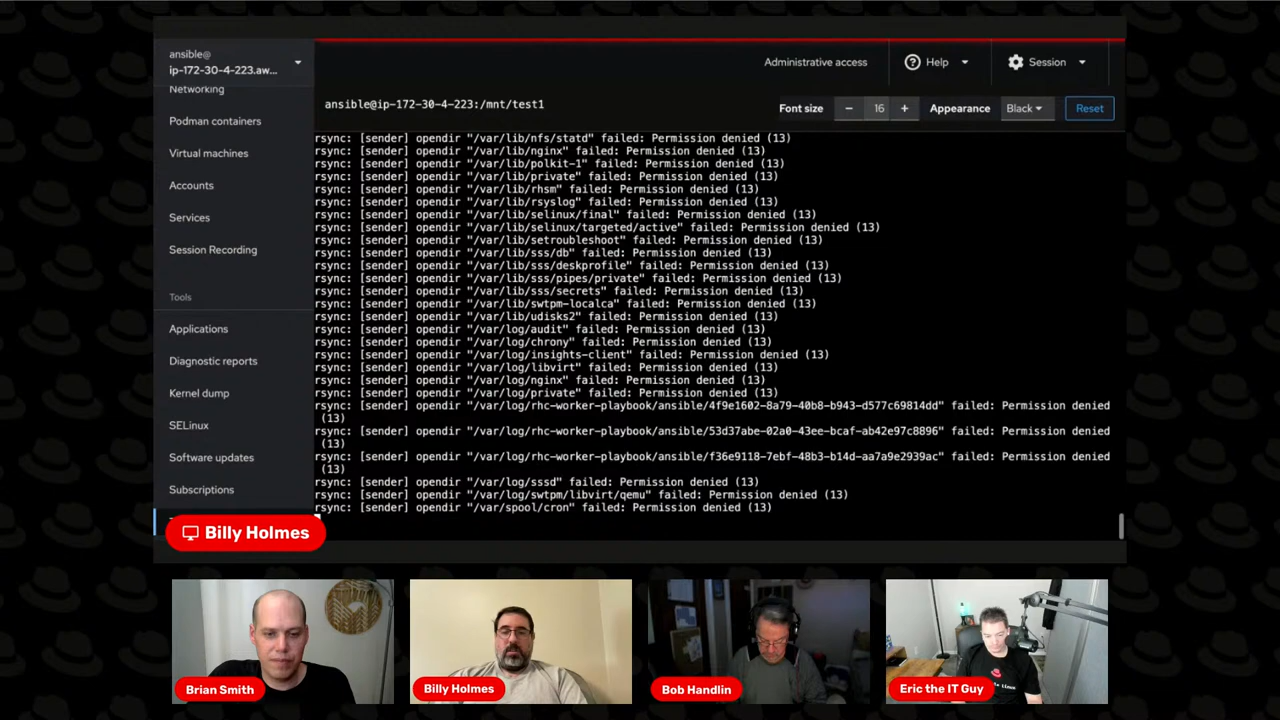 ansible@
ip-172-30-4-223.aw...
Administrative access
Help
Session
Networking
Podman containers
Virtual machines
Accounts
Services
Session Recording
Tools
Applications
Diagnostic reports
Kernel dump
SELinux
Software updates
Subscriptions
ansible@ip-172-30-4-223:/mnt/test1
Font size
16
Appearance
Black
Reset
rsync: [sender] opendir "/var/lib/nfs/statd" failed: Permission denied (13)
rsync: [sender] opendir "/var/lib/nginx" failed: Permission denied (13)
rsync: [sender] opendir "/var/lib/polkit-1" failed: Permission denied (13)
rsync: [sender] opendir "/var/lib/private" failed: Permission denied (13)
rsync: [sender] opendir "/var/lib/rhsm" failed: Permission denied (13)
rsync: [sender] opendir "/var/lib/rsyslog" failed: Permission denied (13)
rsync: [sender] opendir "/var/lib/selinux/final" failed: Permission denied (13)
rsync: [sender] opendir "/var/lib/selinux/targeted/active" failed: Permission denied (13)
rsync: [sender] opendir "/var/lib/setroubleshoot" failed: Permission denied (13)
rsync: [sender] opendir "/var/lib/sss/db" failed: Permission denied (13)
rsync: [sender] opendir "/var/lib/sss/deskprofile" failed: Permission denied (13)
rsync: [sender] opendir "/var/lib/sss/pipes/private" failed: Permission denied (13)
rsync: [sender] opendir "/var/lib/sss/secrets" failed: Permission denied (13)
rsync: [sender] opendir "/var/lib/swtpm-localca" failed: Permission denied (13)
rsync: [sender] opendir "/var/lib/udisks2" failed: Permission denied (13)
rsync: [sender] opendir "/var/log/audit" failed: Permission denied (13)
rsync: [sender] opendir "/var/log/chrony" failed: Permission denied (13)
rsync: [sender] opendir "/var/log/insights-client" failed: Permission denied (13)
rsync: [sender] opendir "/var/log/libvirt" failed: Permission denied (13)
rsync: [sender] opendir "/var/log/nginx" failed: Permission denied (13)
rsync: [sender] opendir "/var/log/private" failed: Permission denied (13)
rsync: [sender] opendir "/var/log/rhc-worker-playbook/ansible/4f9e1602-8a79-40b8-b943-d577c69814dd" failed: Permission denied
(13)
rsync: [sender] opendir "/var/log/rhc-worker-playbook/ansible/53d37abe-02a0-43ee-bcaf-ab42e97c8896" failed: Permission denied
(13)
rsync: [sender] opendir "/var/log/rhc-worker-playbook/ansible/f36e9118-7ebf-48b3-b14d-aa7a9e2939ac" failed: Permission denied
(13)
rsync: [sender] opendir "/var/log/sssd" failed: Permission denied (13)
rsync: [sender] opendir "/var/log/swtpm/libvirt/qemu" failed: Permission denied (13)
rsync: [sender] opendir "/var/spool/cron" failed: Permission denied (13)
Billy Holmes
Brian Smith
Billy Holmes
Bob Handlin
Eric the IT Guy